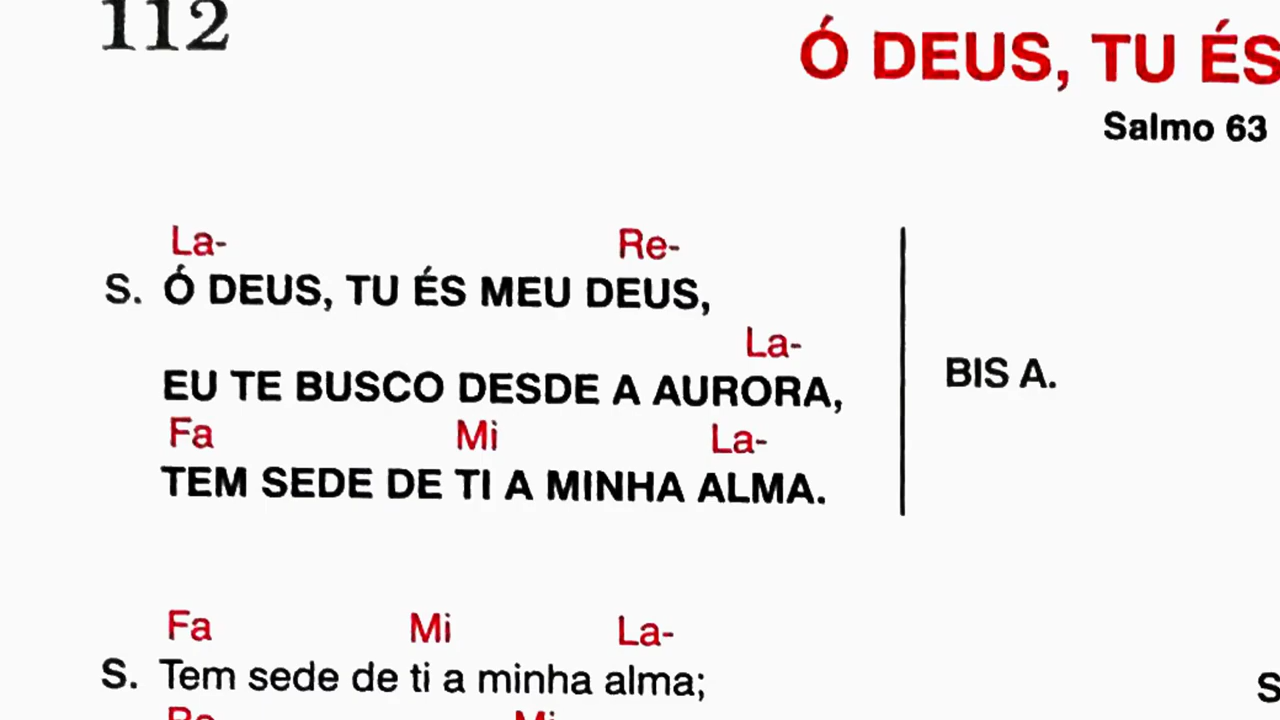 112
Ó DEUS, TU ÉS
Salmo 63
La- Re-
S. Ó DEUS, TU ÉS MEU DEUS,
La-
EU TE BUSCO DESDE A AURORA,
BIS A.
Fa Mi La-
TEM SEDE DE TI A MINHA ALMA.
Fa Mi La-
S. Tem sede de ti a minha alma;
Mi